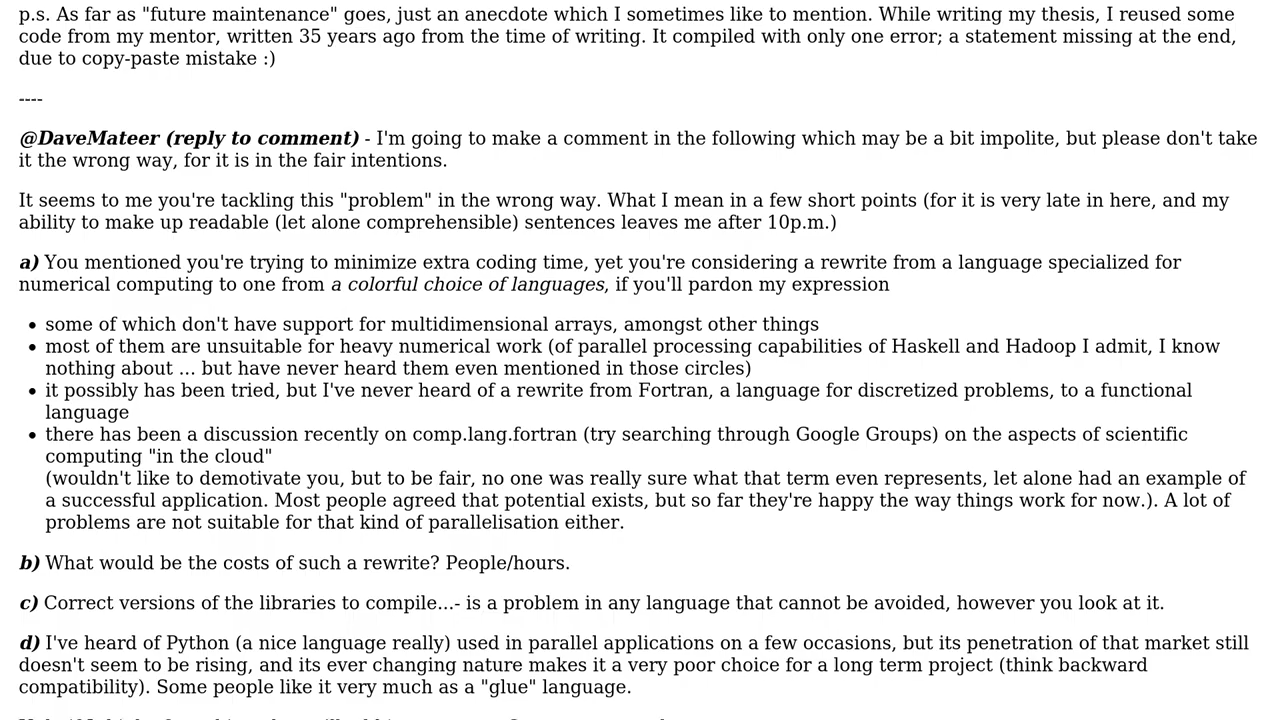 p.s. As far as "future maintenance" goes, just an anecdote which I sometimes like to mention. While writing my thesis, I reused some
code from my mentor, written 35 years ago from the time of writing. It compiled with only one error; a statement missing at the end,
due to copy-paste mistake :)
----
@DaveMateer (reply to comment) - I'm going to make a comment in the following which may be a bit impolite, but please don't take
it the wrong way, for it is in the fair intentions.
It seems to me you're tackling this "problem" in the wrong way. What I mean in a few short points (for it is very late in here, and my
ability to make up readable (let alone comprehensible) sentences leaves me after 10p.m.)
a) You mentioned you're trying to minimize extra coding time, yet you're considering a rewrite from a language specialized for
numerical computing to one from a colorful choice of languages, if you'll pardon my expression
• some of which don't have support for multidimensional arrays, amongst other things
• most of them are unsuitable for heavy numerical work (of parallel processing capabilities of Haskell and Hadoop I admit, I know
nothing about ... but have never heard them even mentioned in those circles)
• it possibly has been tried, but I've never heard of a rewrite from Fortran, a language for discretized problems, to a functional
language
• there has been a discussion recently on comp.lang.fortran (try searching through Google Groups) on the aspects of scientific
computing "in the cloud"
(wouldn't like to demotivate you, but to be fair, no one was really sure what that term even represents, let alone had an example of
a successful application. Most people agreed that potential exists, but so far they're happy the way things work for now.). A lot of
problems are not suitable for that kind of parallelisation either.
b) What would be the costs of such a rewrite? People/hours.
c) Correct versions of the libraries to compile...- is a problem in any language that cannot be avoided, however you look at it.
d) I've heard of Python (a nice language really) used in parallel applications on a few occasions, but its penetration of that market still
doesn't seem to be rising, and its ever changing nature makes it a very poor choice for a long term project (think backward
compatibility). Some people like it very much as a "glue" language.